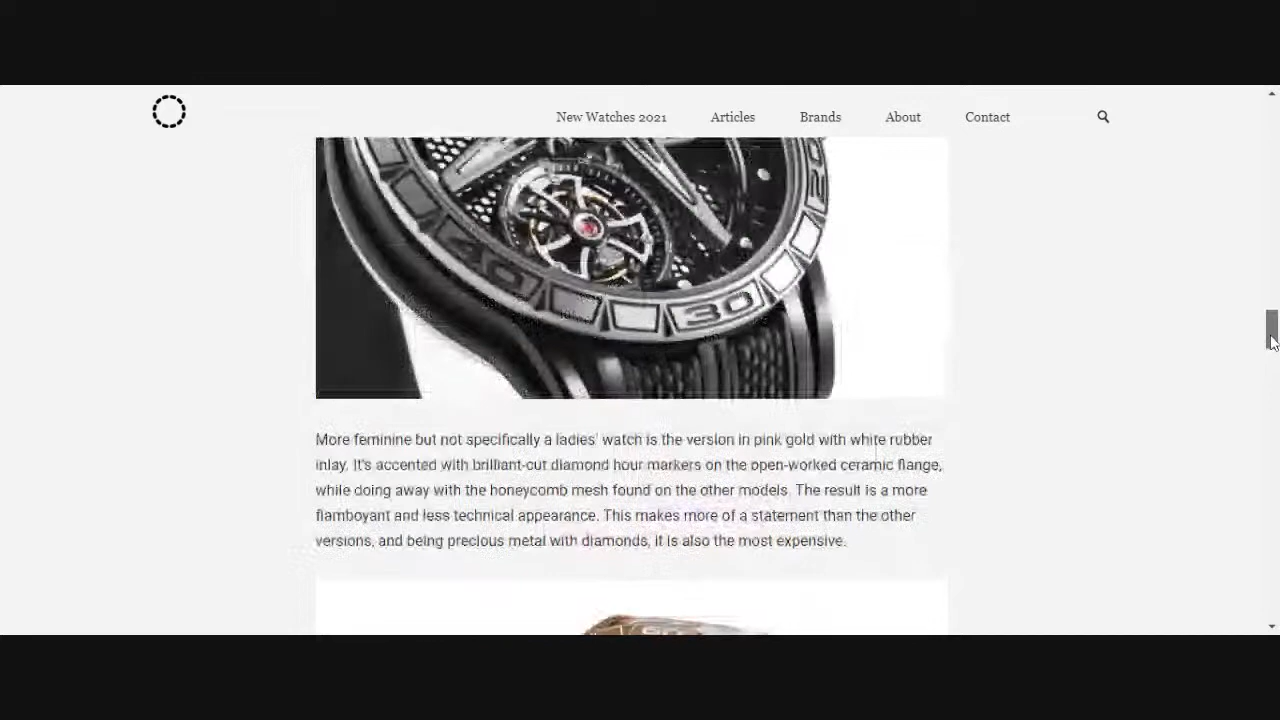 New Watches 2021 Articles Brands About Contact
20
40
30
More feminine but not specifically a ladies' watch is the version in pink gold with white rubber
inlay. It's accented with brilliant-cut diamond hour markers on the open-worked ceramic flange,
while doing away with the honeycomb mesh found on the other models. The result is a more
flamboyant and less technical appearance. This makes more of a statement than the other
versions, and being precious metal with diamonds, it is also the most expensive.
60